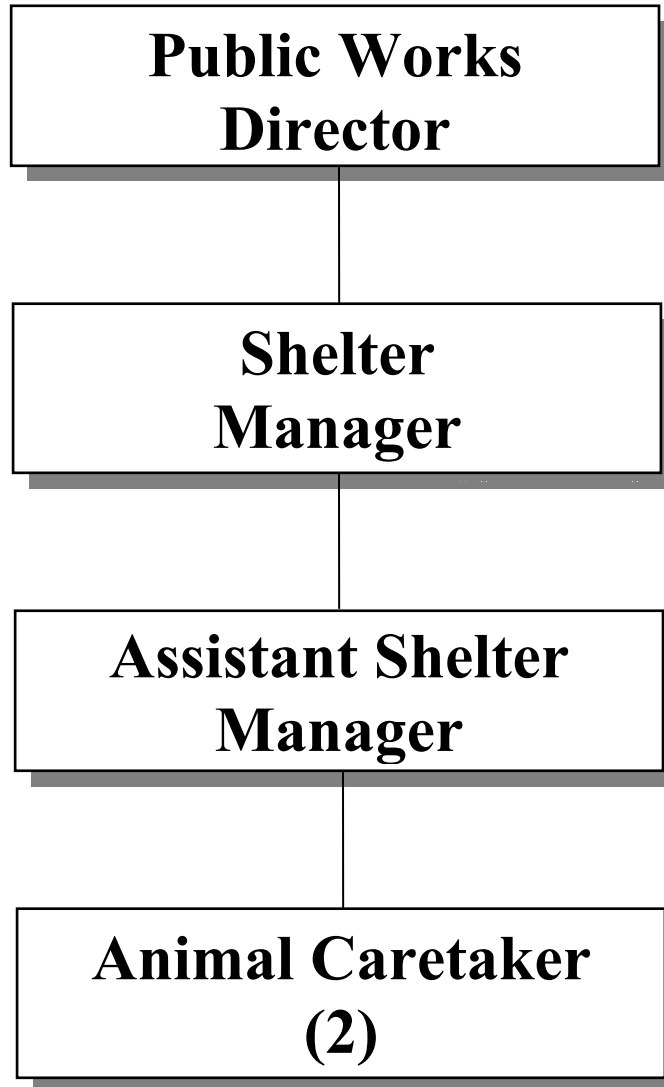 Public Works
Director
Shelter
Manager
Assistant Shelter
Manager
Animal Caretaker
(2)